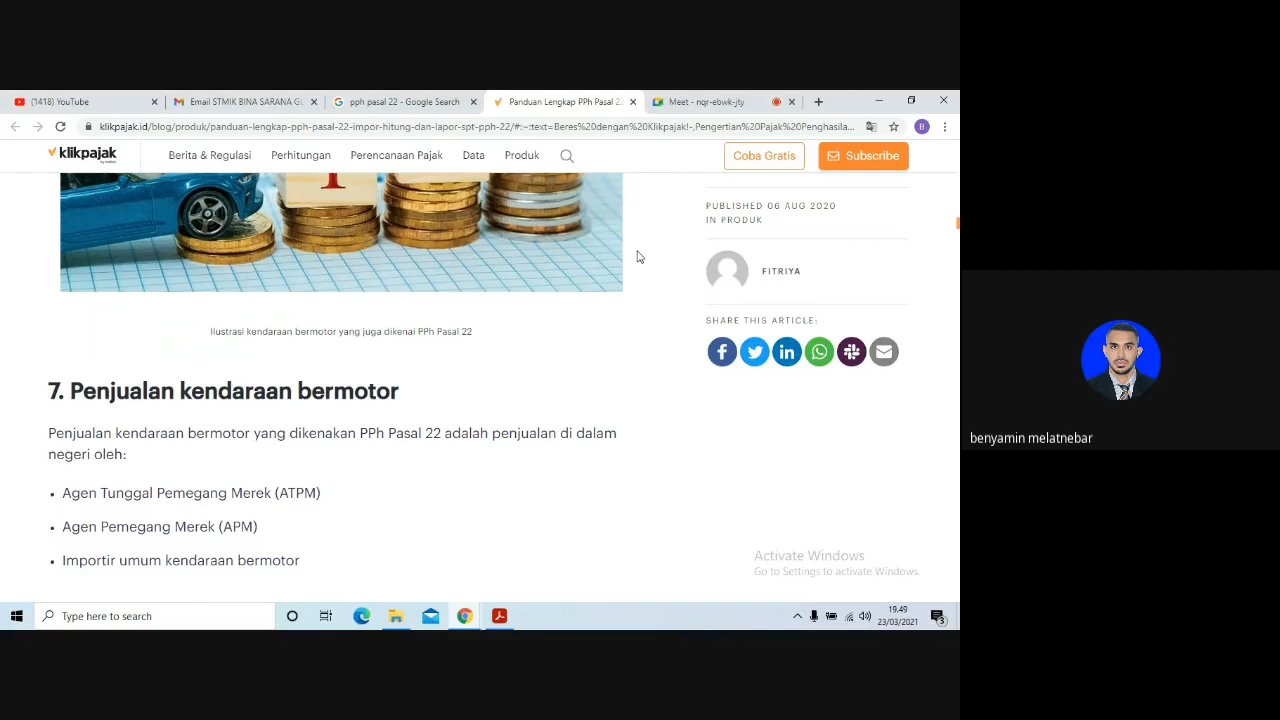 (1418) YouTube
Email STMIK BINA SARANA GL
pph pasal 22 - Google Search
Panduan Lengkap PPh Pasal 22
Meet - nqr-ebwk-jty
klikpajak.id/blog/produk/panduan-lengkap-pph-pasal-22-impor-hitung-dan-lapor-spt-pph-22/#:~:text=Beres%20dengan%20Klikpajak!-,Pengertian%20Pajak%20Penghasila...
B
klikpajak
Berita & Regulasi
Perhitungan
Perencanaan Pajak
Data
Produk
Coba Gratis
Subscribe
PUBLISHED 06 AUG 2020
IN PRODUK
FITRIYA
SHARE THIS ARTICLE:
Ilustrasi kendaraan bermotor yang juga dikenai PPh Pasal 22
7. Penjualan kendaraan bermotor
Penjualan kendaraan bermotor yang dikenakan PPh Pasal 22 adalah penjualan di dalam
negeri oleh:
• Agen Tunggal Pemegang Merek (ATPM)
• Agen Pemegang Merek (APM)
• Importir umum kendaraan bermotor
Activate Windows
Go to Settings to activate Windows.
Type here to search
19.49
23/03/2021
3
benyamin melatnebar